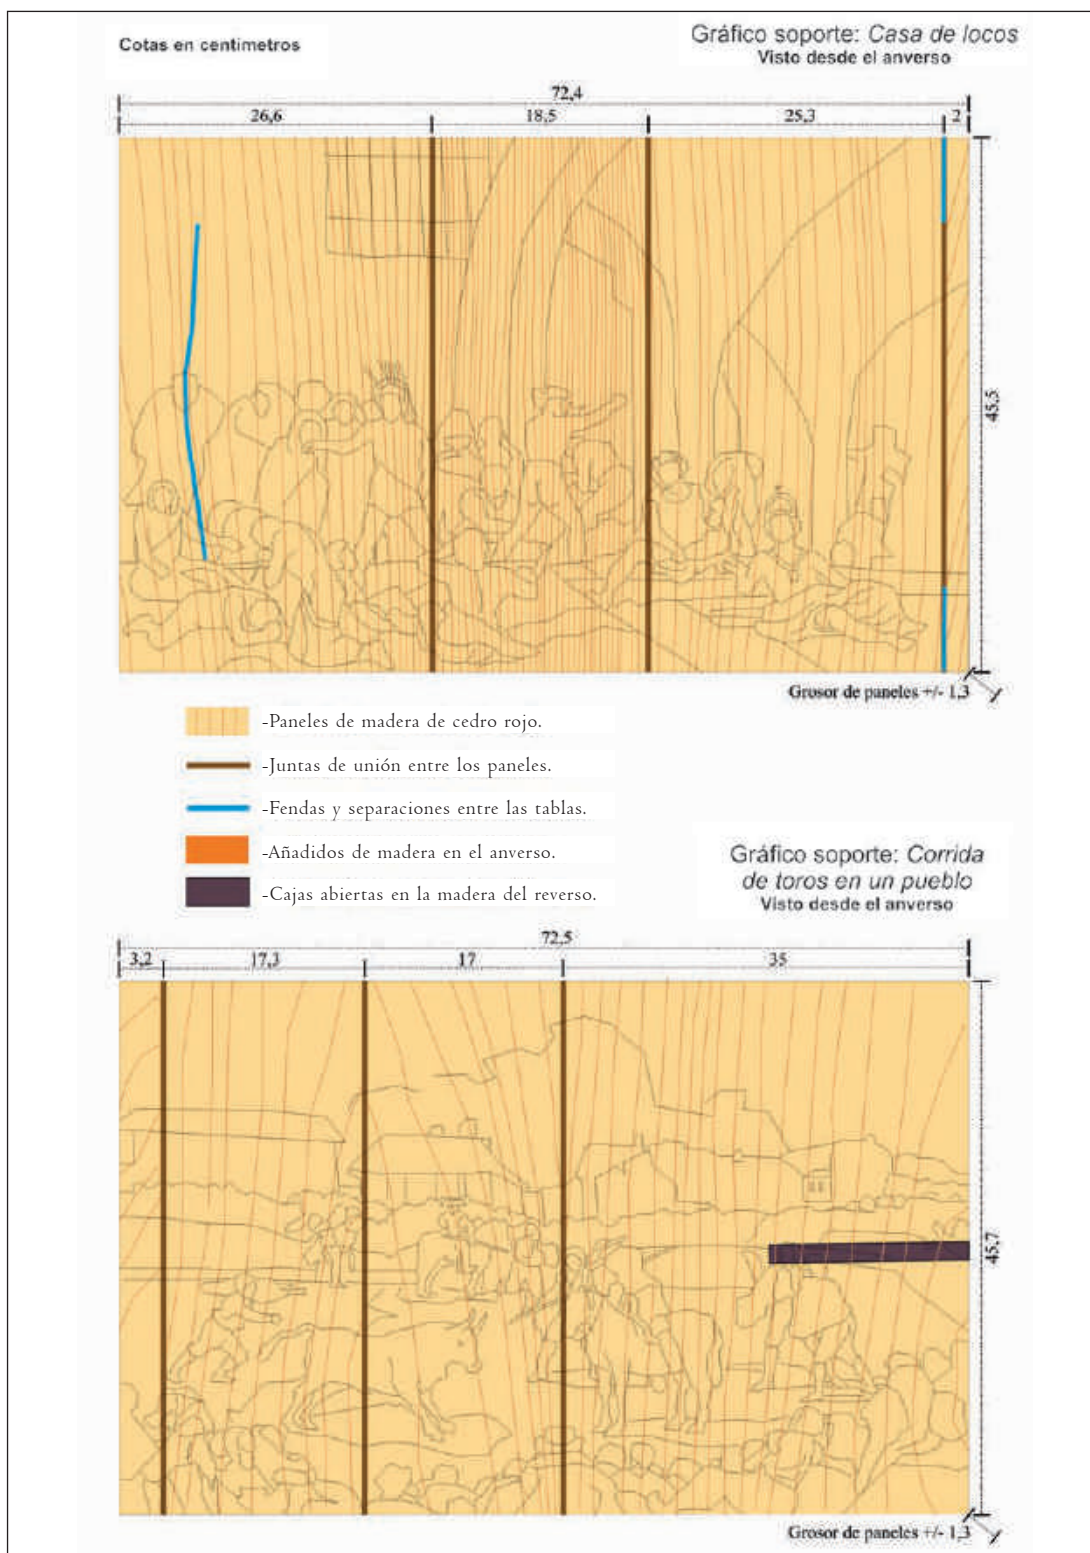 Cotas en centimetros
Gráfico soporte: Casa de locos
Visto desde el anverso
72,4
26,6 18,5 25,3 2
45,5
Grosor de paneles +/- 1,3
-Paneles de madera de cedro rojo.
-Juntas de unión entre los paneles.
-Fendas y separaciones entre las tablas.
-Añadidos de madera en el anverso.
-Cajas abiertas en la madera del reverso.
Gráfico soporte: Corrida
de toros en un pueblo
Visto desde el anverso
72,5
3,2 17,3 17 35
45,7
Grosor de paneles +/- 1,3